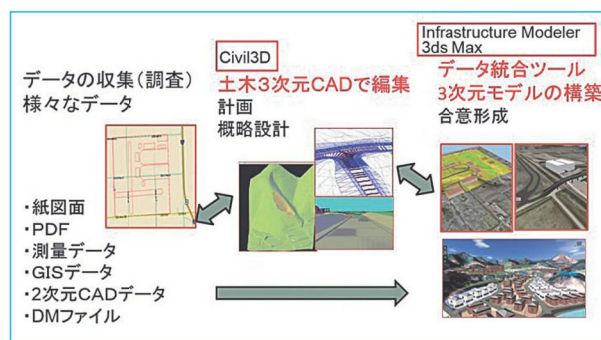 データの収集(調査)
様々なデータ
・紙図面
・PDF
・測量データ
・GISデータ
・2次元CADデータ
・DMファイル
Civil3D
土木3次元CADで編集
計画
概略設計
Infrastructure Modeler
3ds Max
データ統合ツール
3次元モデルの構築
合意形成